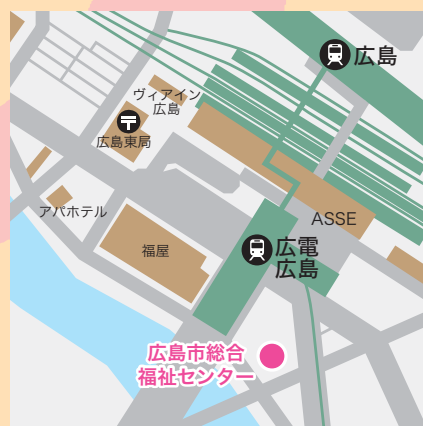 広島
ヴィアイン
広島
広島東局
アパホテル
ASSE
福屋
広電
広島
広島市総合
福祉センター